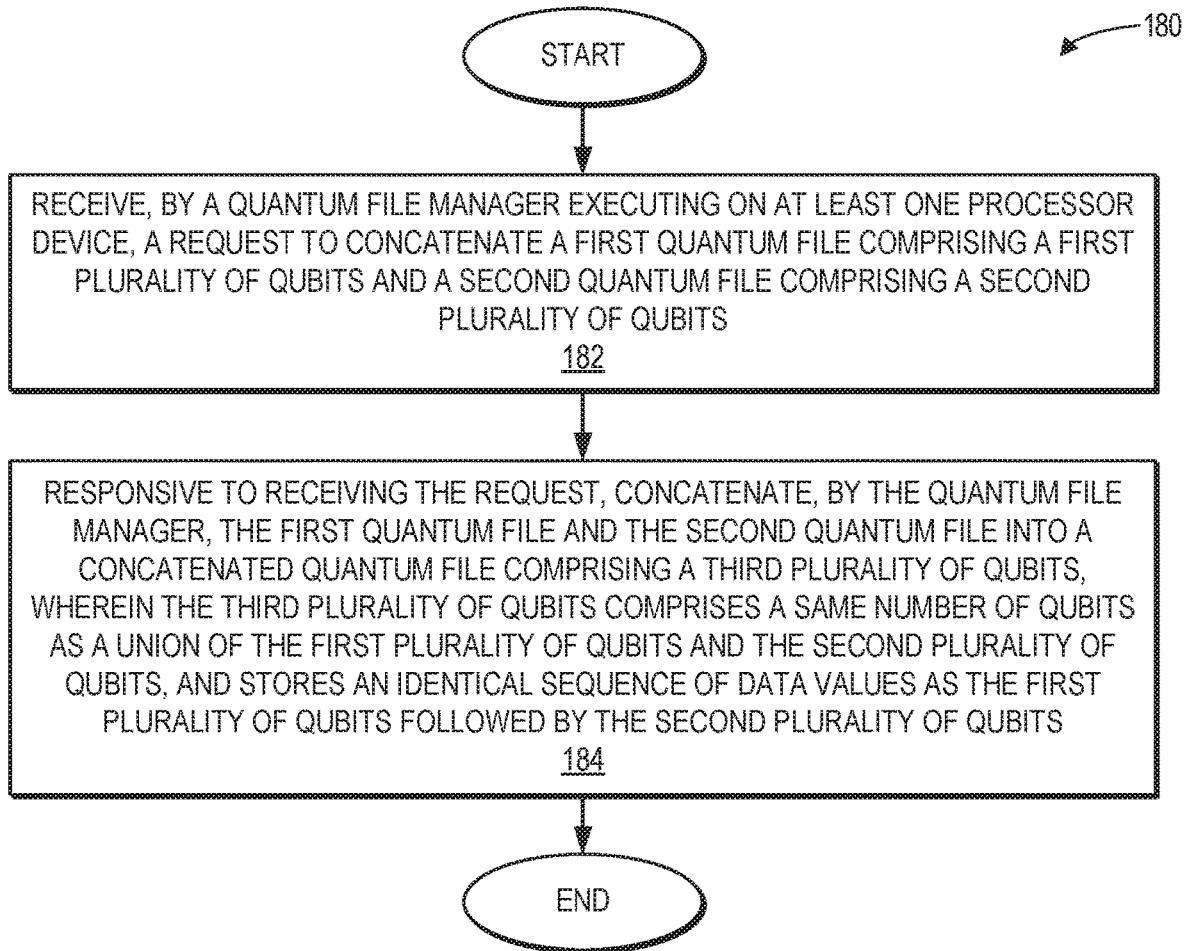 180
START
RECEIVE, BY A QUANTUM FILE MANAGER EXECUTING ON AT LEAST ONE PROCESSOR
DEVICE, A REQUEST TO CONCATENATE A FIRST QUANTUM FILE COMPRISING A FIRST
PLURALITY OF QUBITS AND A SECOND QUANTUM FILE COMPRISING A SECOND
PLURALITY OF QUBITS
182
RESPONSIVE TO RECEIVING THE REQUEST, CONCATENATE, BY THE QUANTUM FILE
MANAGER, THE FIRST QUANTUM FILE AND THE SECOND QUANTUM FILE INTO A
CONCATENATED QUANTUM FILE COMPRISING A THIRD PLURALITY OF QUBITS,
WHEREIN THE THIRD PLURALITY OF QUBITS COMPRISES A SAME NUMBER OF QUBITS
AS A UNION OF THE FIRST PLURALITY OF QUBITS AND THE SECOND PLURALITY OF
QUBITS, AND STORES AN IDENTICAL SEQUENCE OF DATA VALUES AS THE FIRST
PLURALITY OF QUBITS FOLLOWED BY THE SECOND PLURALITY OF QUBITS
184
END